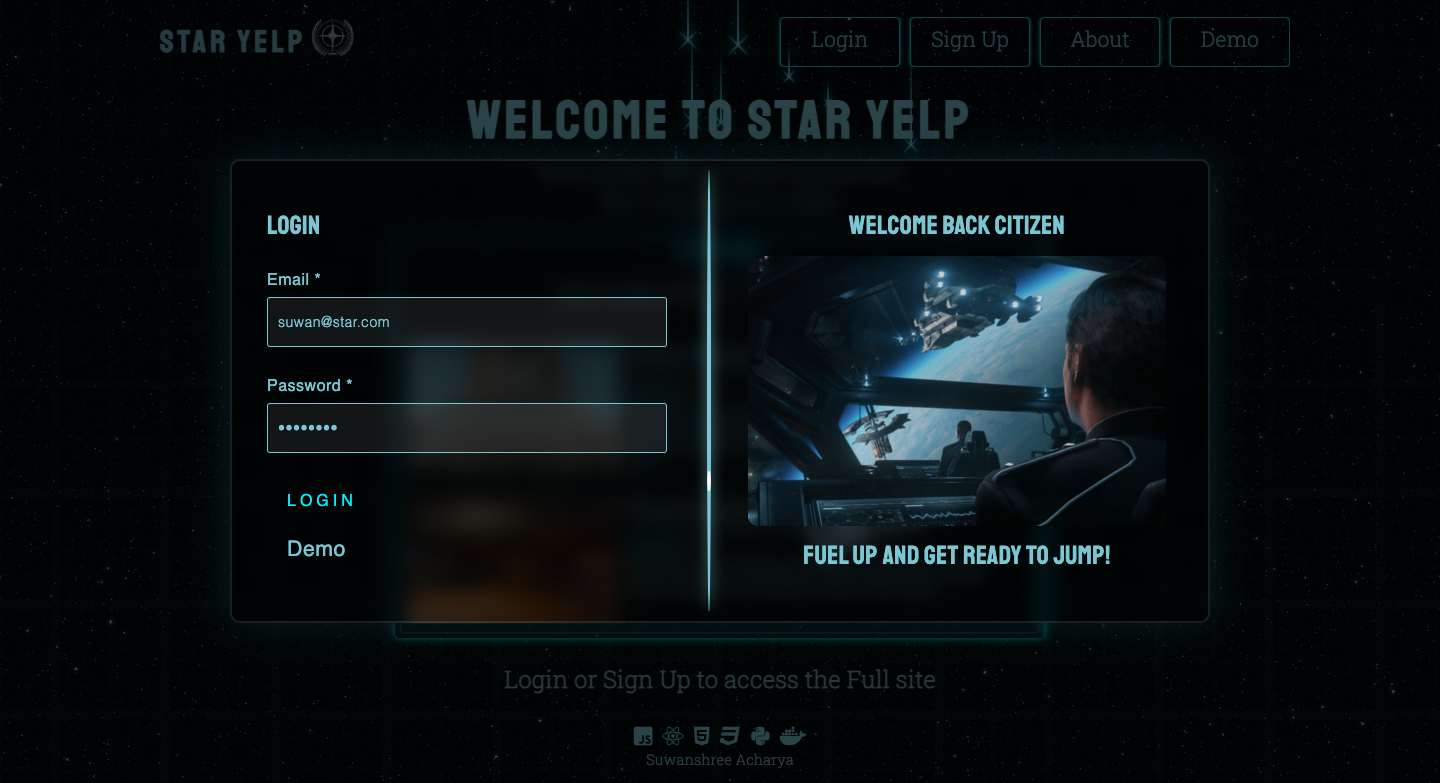 STAR YELP
Login
Sign Up
About
Demo
WELCOME TO STAR YELP
LOGIN
Email *
suwan@star.com
Password *
••••••••
LOGIN
Demo
WELCOME BACK CITIZEN
FUEL UP AND GET READY TO JUMP!
Login or Sign Up to access the Full site
JS
Suwanshree Acharya